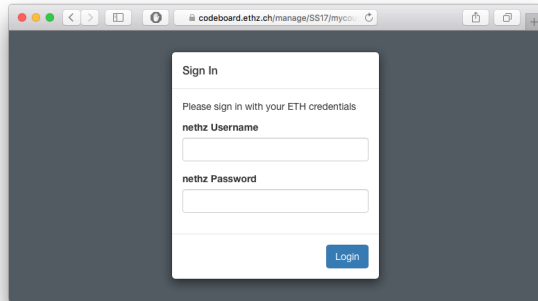 codeboard.ethz.ch/manage/SS17/myco
Sign In
Please sign in with your ETH credentials
nethz Username
nethz Password
Login